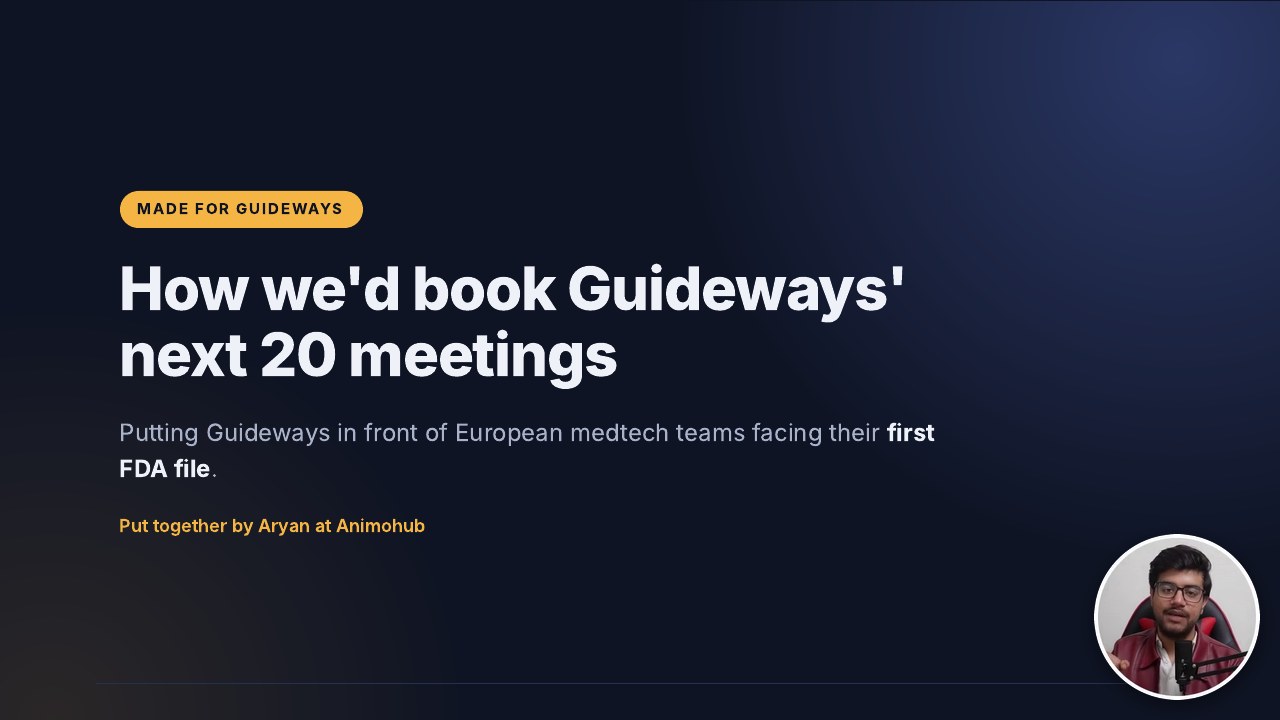 MADE FOR GUIDEWAYS
How we'd book Guideways'
next 20 meetings
Putting Guideways in front of European medtech teams facing their first
FDA file.
Put together by Aryan at Animohub